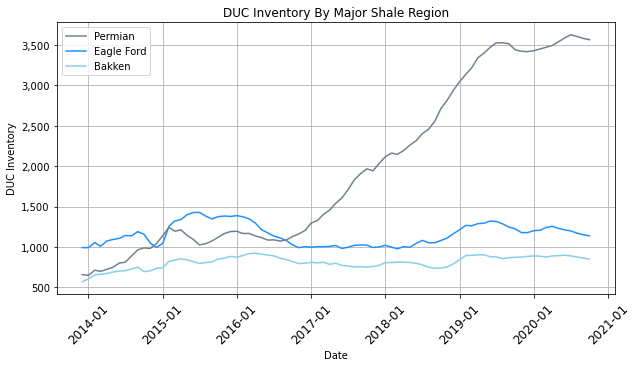 DUC Inventory By Major Shale Region
Permian
Eagle Ford
Bakken
DUC Inventory
3,500
3,000
2,500
2,000
1,500
1,000
500
2014-01
2015-01
2016-01
2017-01
2018-01
2019-01
2020-01
2021-01
Date